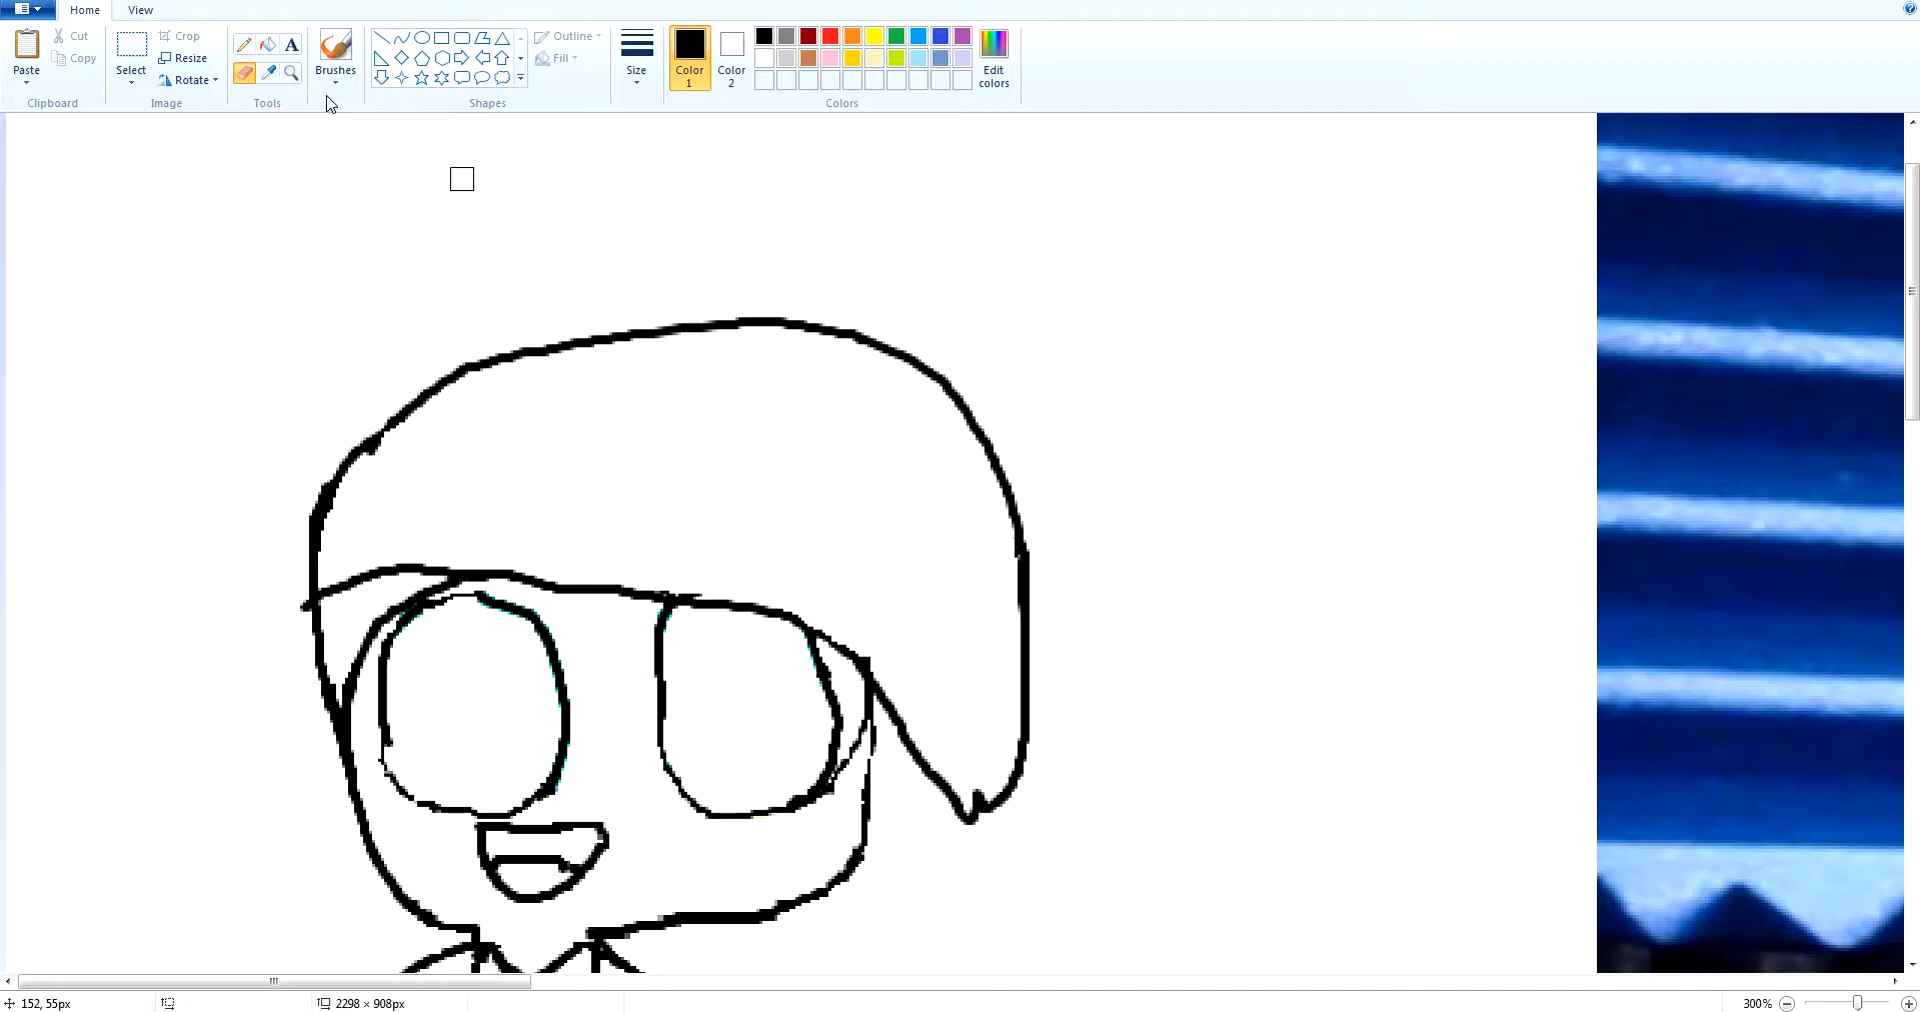 Home View
Paste
Cut
Copy
Clipboard
Select
Crop
Resize
Rotate
Image
A
Tools
Brushes
Shapes
Outline
Fill
Size
Color
1
Color
2
Edit
colors
Colors
152, 55px
2298 × 908px
300%